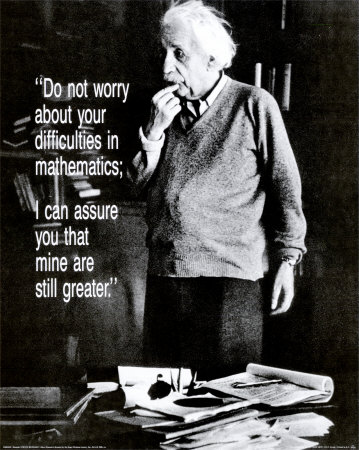 “Do not worry
about your
difficulties in
mathematics;
I can assure
you that
mine are
still greater.”